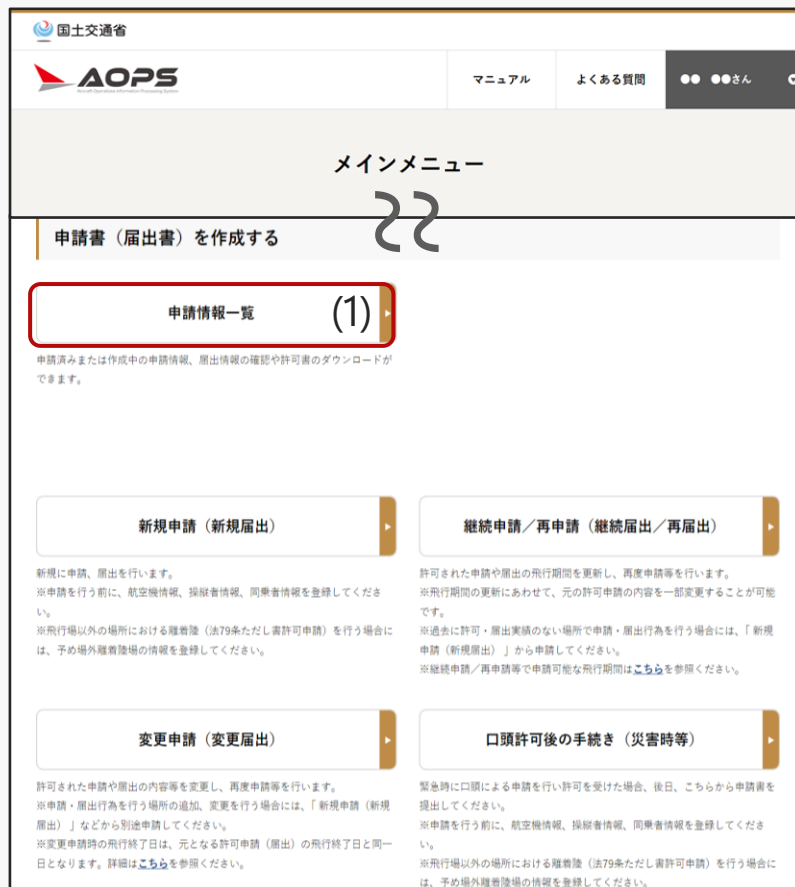 国土交通省
AOPS
Aircraft Operations Information Processing System
マニュアル
よくある質問
●● ●●さん
メインメニュー
申請書（届出書）を作成する
申請情報一覧
(1)
申請済みまたは作成中の申請情報、届出情報の確認や許可書のダウンロードが
できます。
新規申請（新規届出）
新規に申請、届出を行います。
※申請を行う前に、航空機情報、操縦者情報、同乗者情報を登録してくださ
い。
※飛行場以外の場所における離着陸（法79条ただし書許可申請）を行う場合に
は、予め場外離着陸場の情報を登録してください。
継続申請／再申請（継続届出／再届出）
許可された申請や届出の飛行期間を更新し、再度申請等を行います。
※飛行期間の更新にあわせて、元の許可申請の内容を一部変更することが可能
です。
※過去に許可・届出実績のない場所で申請・届出行為を行う場合には、「 新規
申請（新規届出） 」から申請してください。
※継続申請／再申請等で申請可能な飛行期間はこちらを参照ください。
変更申請（変更届出）
許可された申請や届出の内容等を変更し、再度申請等を行います。
※申請・届出行為を行う場所の追加、変更を行う場合には、「 新規申請（新規
届出） 」などから別途申請してください。
※変更申請時の飛行終了日は、元となる許可申請（届出）の飛行終了日と同一
日となります。詳細はこちらを参照ください。
口頭許可後の手続き（災害時等）
緊急時に口頭による申請を行い許可を受けた場合、後日、こちらから申請書を
提出してください。
※申請を行う前に、航空機情報、操縦者情報、同乗者情報を登録してくださ
い。
※飛行場以外の場所における離着陸（法79条ただし書許可申請）を行う場合に
は、予め場外離着陸場の情報を登録してください。